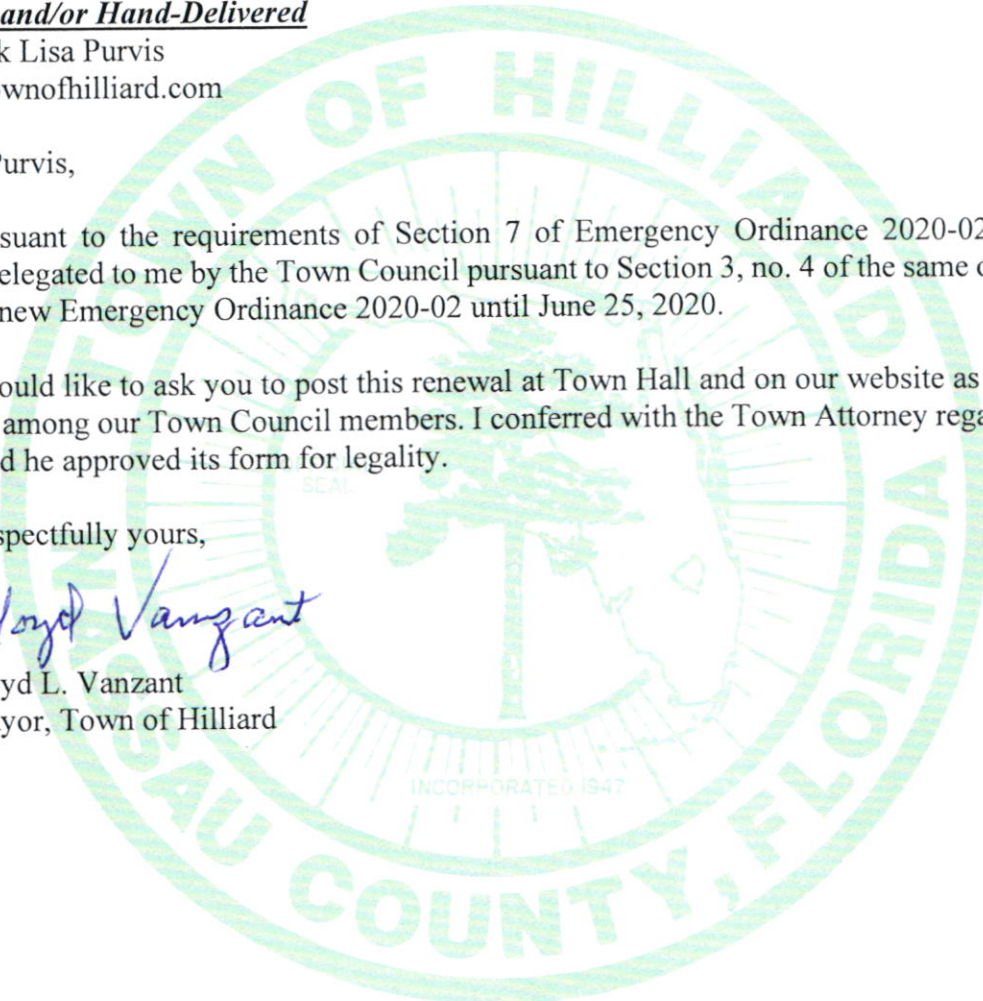 and/or Hand-Delivered
k Lisa Purvis
ownofhilliard.com
Purvis,
suant to the requirements of Section 7 of Emergency Ordinance 2020-02
elegated to me by the Town Council pursuant to Section 3, no. 4 of the same o
new Emergency Ordinance 2020-02 until June 25, 2020.
ould like to ask you to post this renewal at Town Hall and on our website as
among our Town Council members. I conferred with the Town Attorney rega
d he approved its form for legality.
spectfully yours,
loyd Vanzant
yd L. Vanzant
yor, Town of Hilliard
TOWN OF HILLIARD
SEAL
INCORPORATED 1947
NASSAU COUNTY, FLORIDA